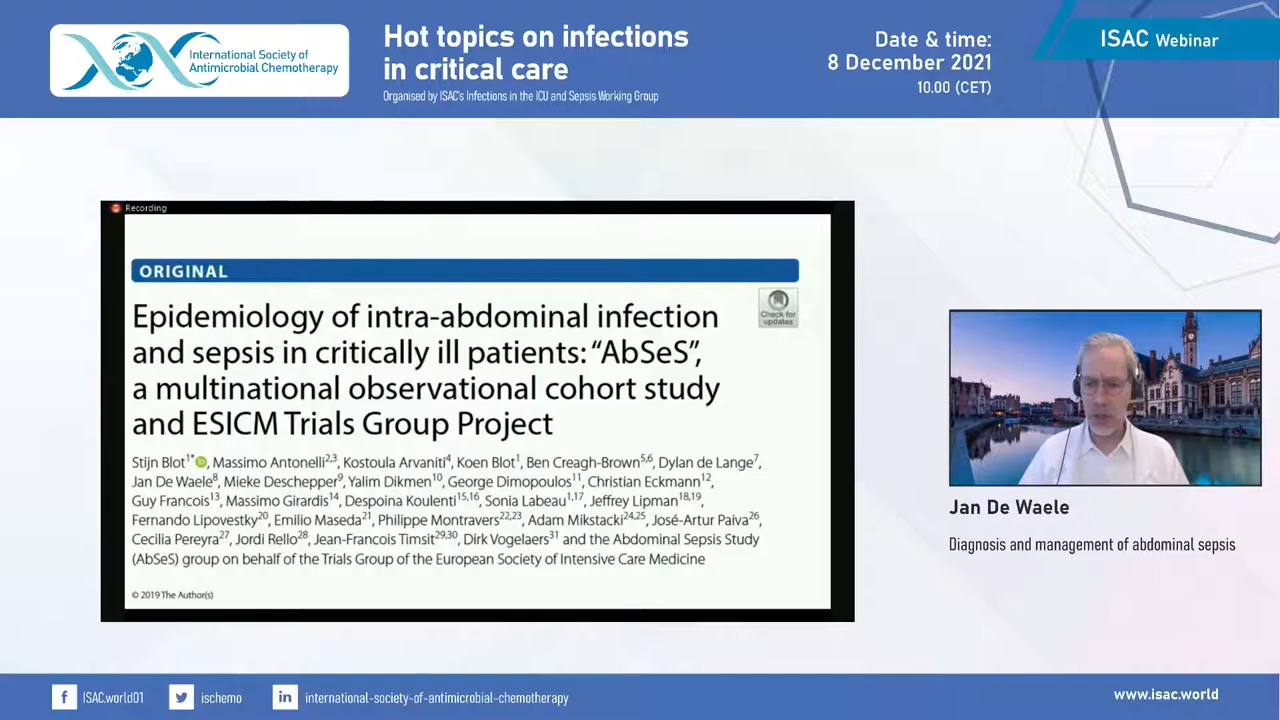 International Society of
Antimicrobial Chemotherapy
Hot topics on infections
in critical care
Organised by ISAC's Infections in the ICU and Sepsis Working Group
Date & time:
8 December 2021
10.00 (CET)
ISAC Webinar
Recording
ORIGINAL
Check for
updates
Epidemiology of intra-abdominal infection
and sepsis in critically ill patients: “AbSeS”,
a multinational observational cohort study
and ESICM Trials Group Project
Stijn Blot1*, Massimo Antonelli2,3, Kostoula Arvaniti4, Koen Blot1, Ben Creagh-Brown5,6, Dylan de Lange7,
Jan De Waele8, Mieke Deschepper9, Yalim Dikmen10, George Dimopoulos11, Christian Eckmann12,
Guy Francois13, Massimo Girardis14, Despoina Koulenti15,16, Sonia Labeau1,17, Jeffrey Lipman18,19,
Fernando Lipovestky20, Emilio Maseda21, Philippe Montravers22,23, Adam Mikstacki24,25, José-Artur Paiva26,
Cecilia Pereyra27, Jordi Rello28, Jean-Francois Timsit29,30, Dirk Vogelaers31 and the Abdominal Sepsis Study
(AbSeS) group on behalf of the Trials Group of the European Society of Intensive Care Medicine
© 2019 The Author(s)
Jan De Waele
Diagnosis and management of abdominal sepsis
f ISAC.world01
ischemo
in international-society-of-antimicrobial-chemotherapy
www.isac.world